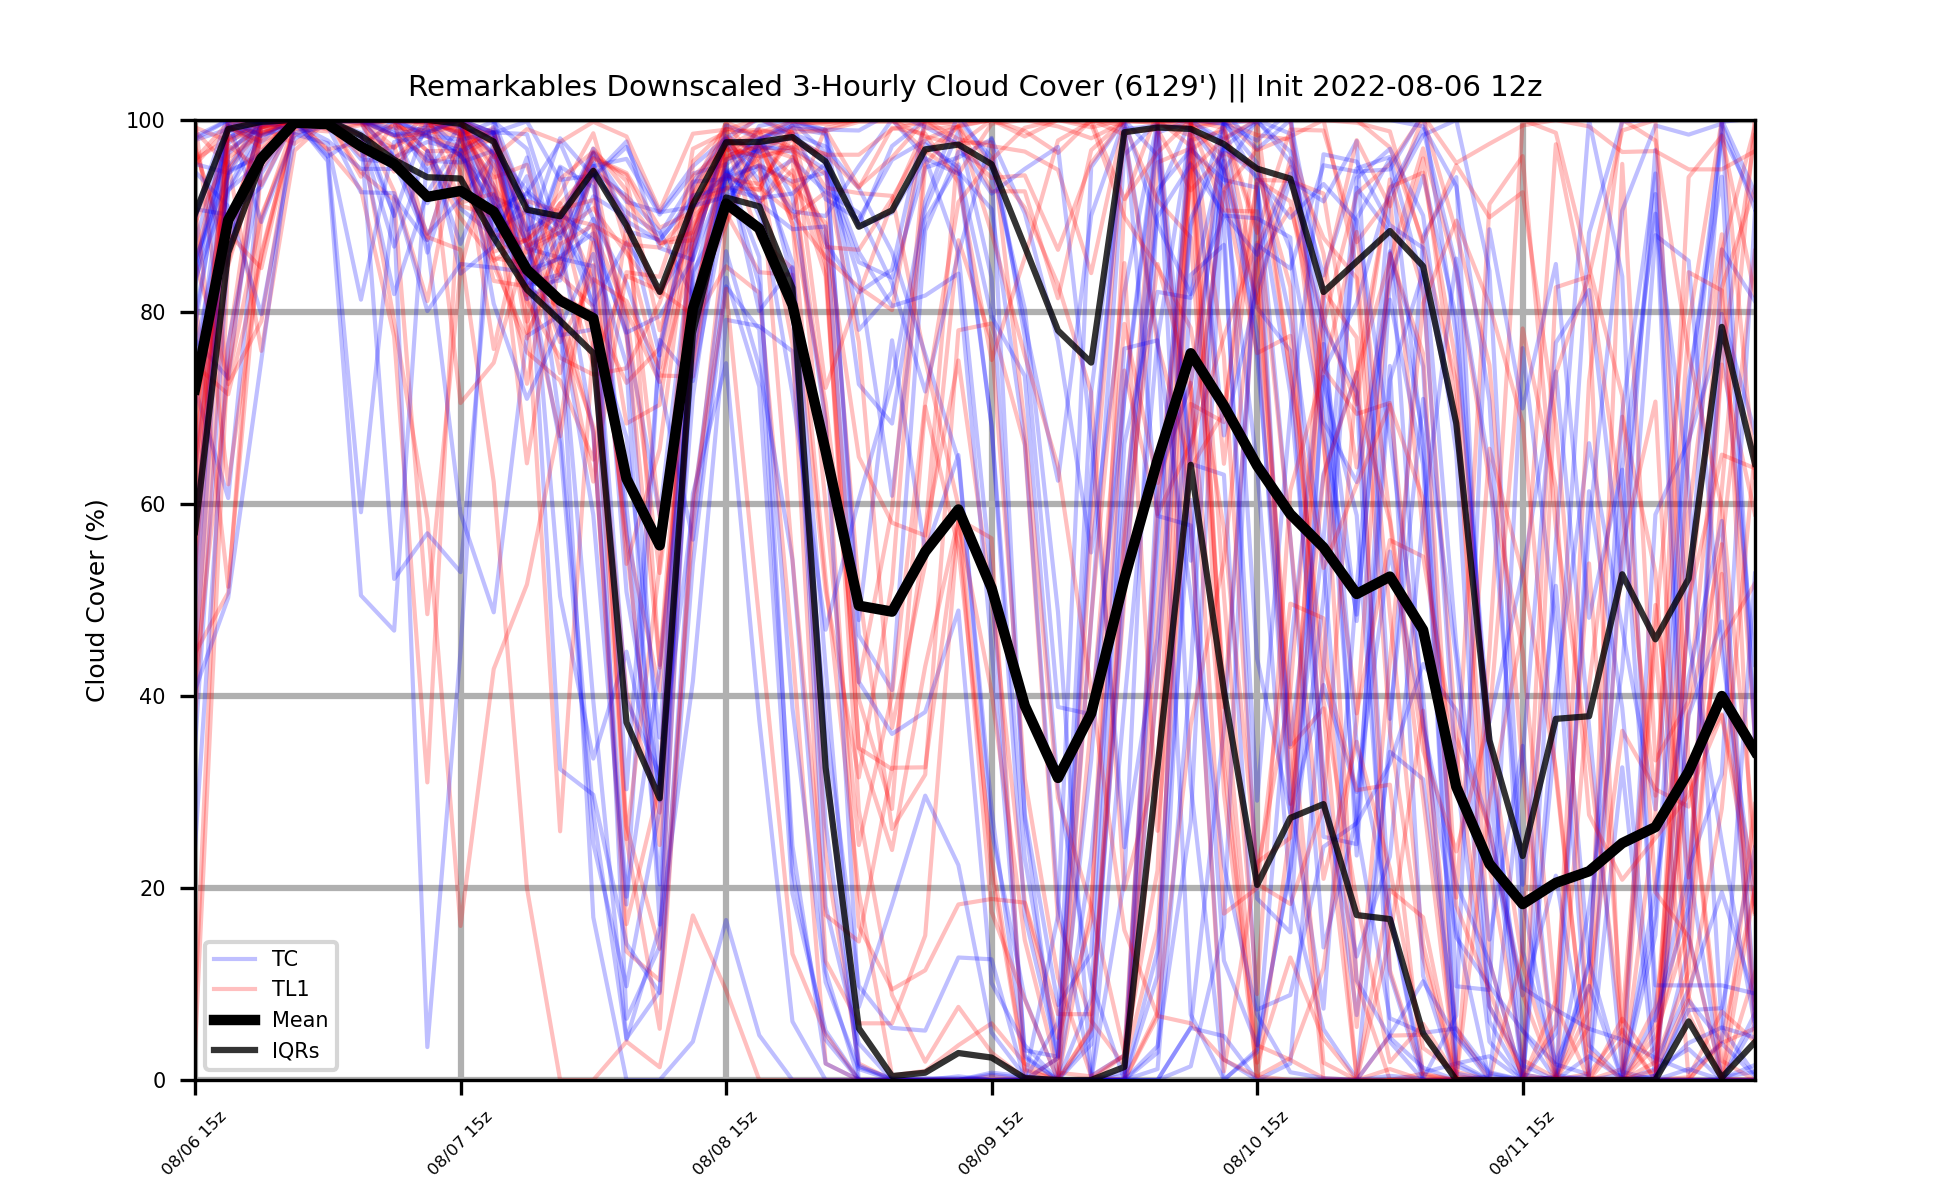 Remarkables Downscaled 3-Hourly Cloud Cover (6129') || Init 2022-08-06 12z
Cloud Cover (%)
100
80
60
40
20
0
TC
TL1
Mean
IQRs
08/06 15z
08/07 15z
08/08 15z
08/09 15z
08/10 15z
08/11 15z